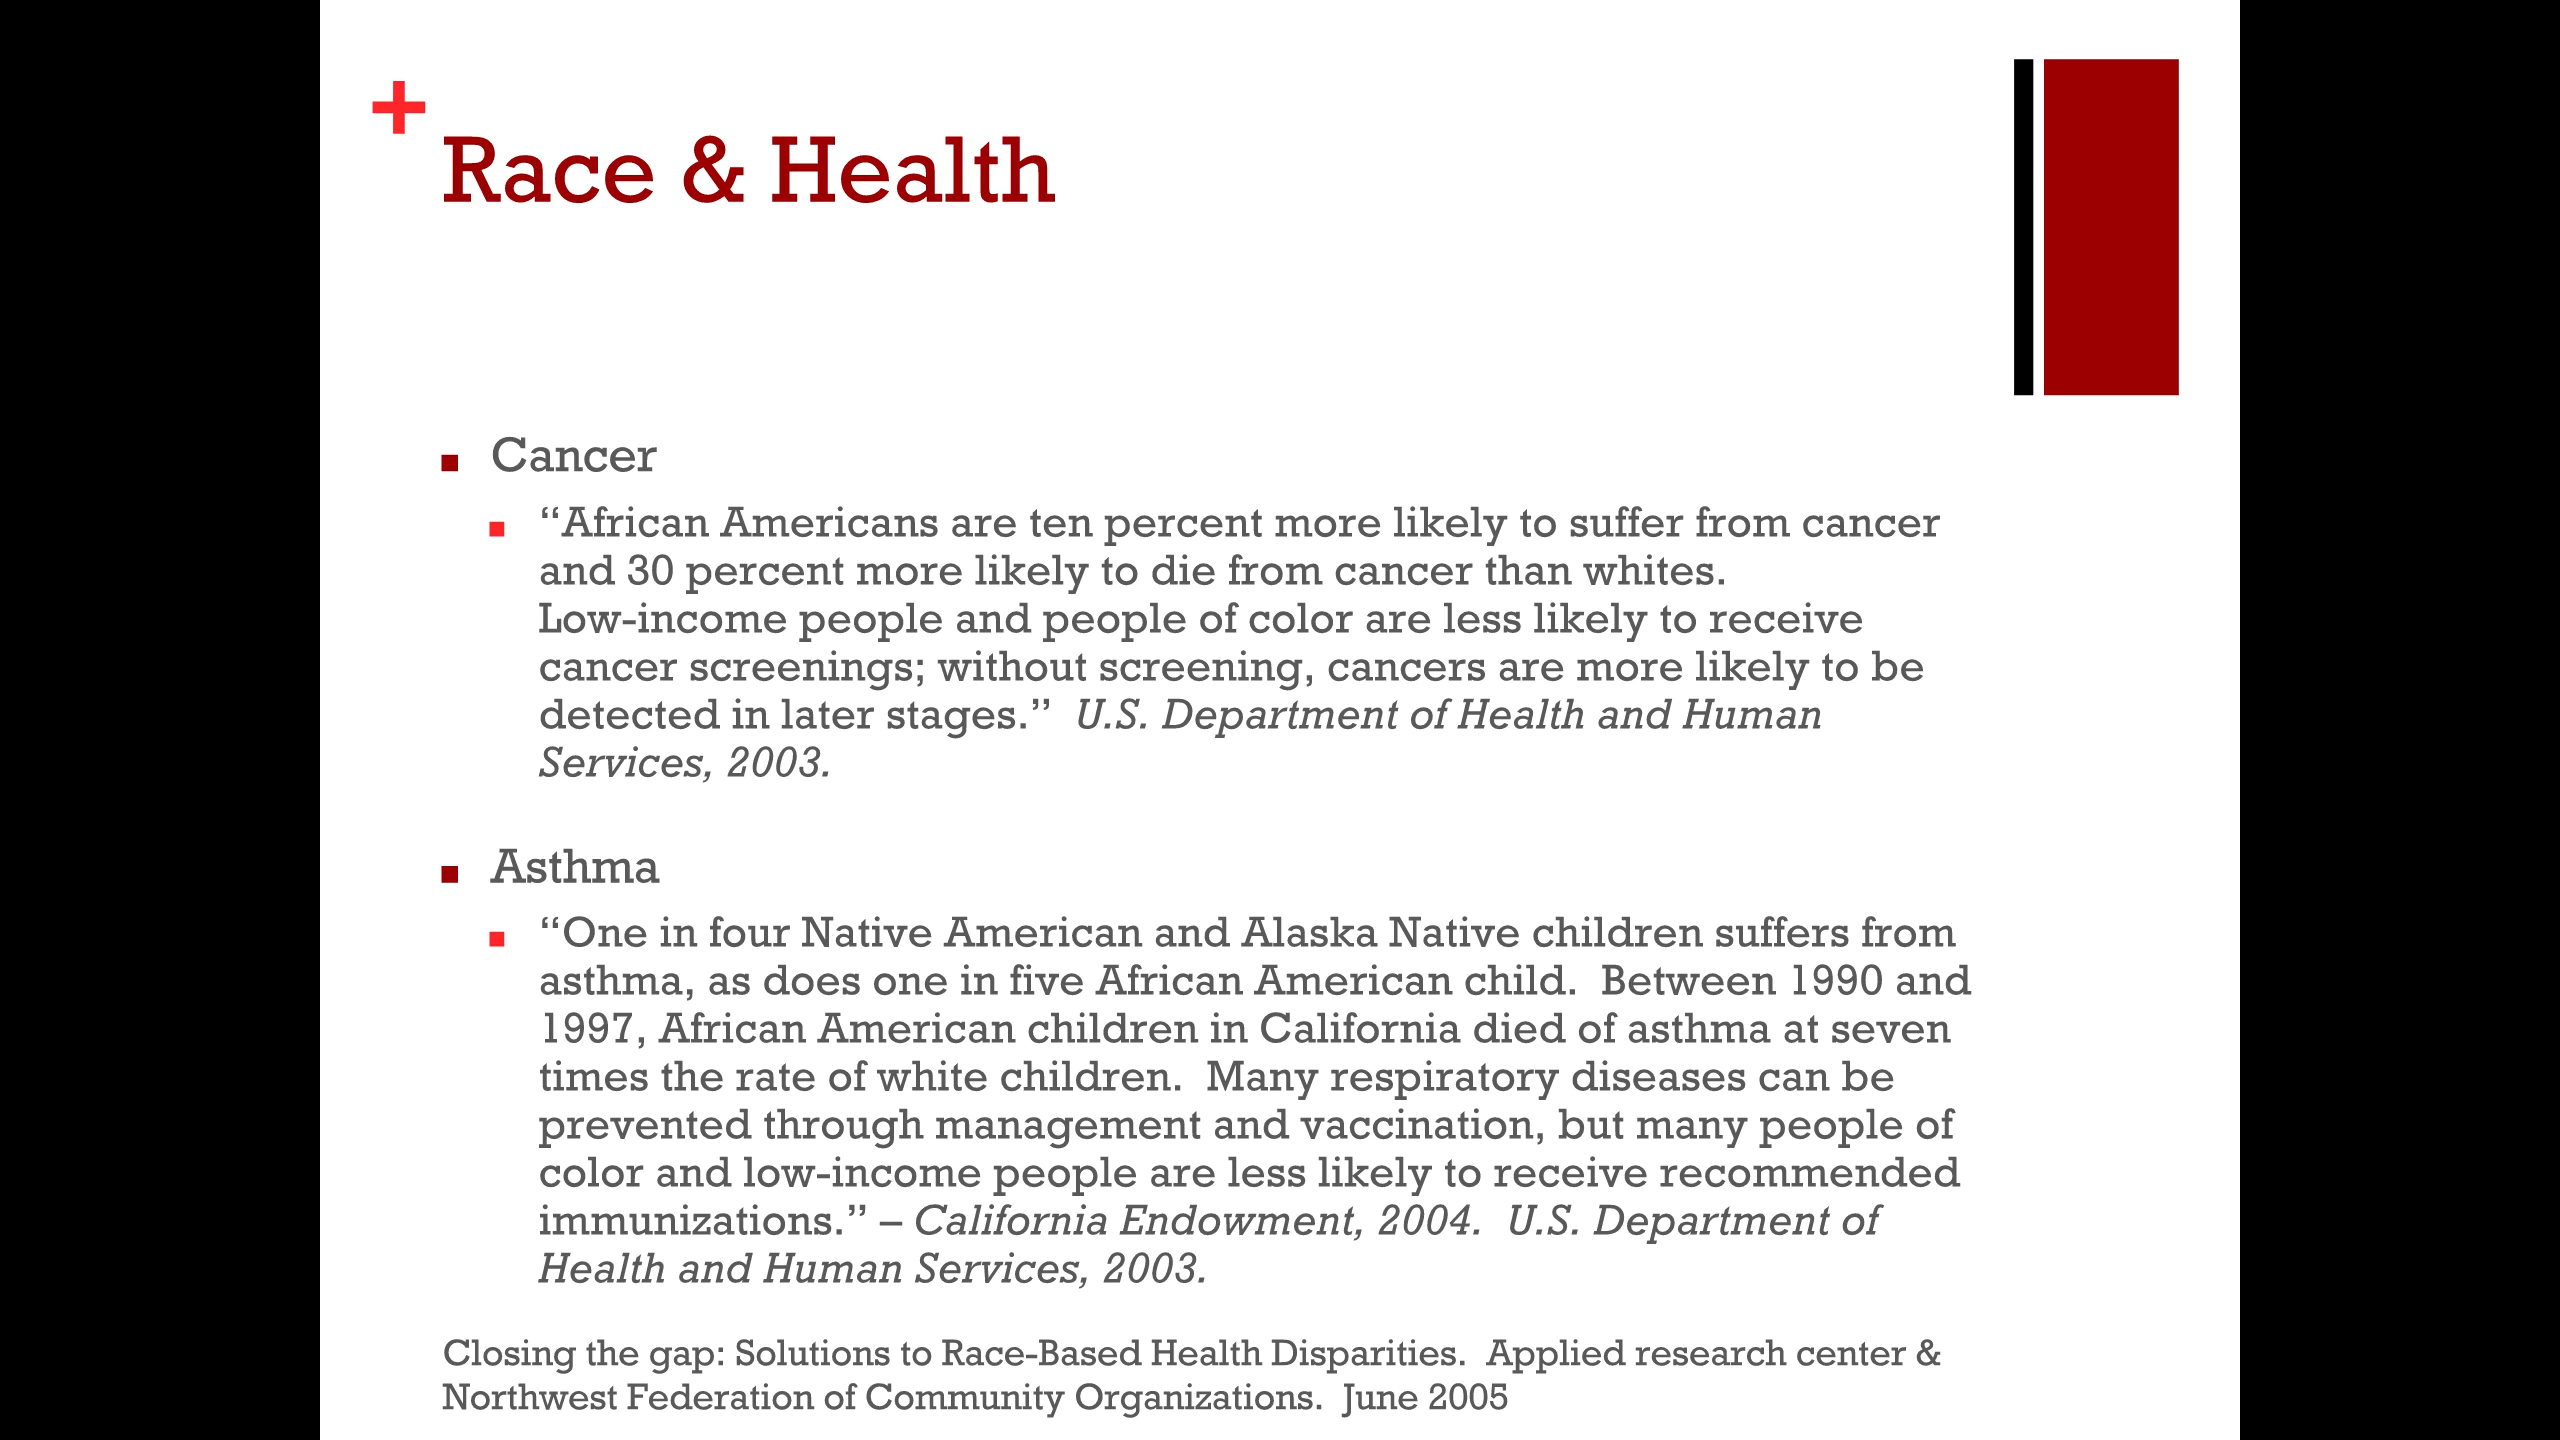 +
Race & Health
Cancer
“African Americans are ten percent more likely to suffer from cancer
and 30 percent more likely to die from cancer than whites.
Low-income people and people of color are less likely to receive
cancer screenings; without screening, cancers are more likely to be
detected in later stages.”  U.S. Department of Health and Human
Services, 2003.
Asthma
“One in four Native American and Alaska Native children suffers from
asthma, as does one in five African American child.  Between 1990 and
1997, African American children in California died of asthma at seven
times the rate of white children.  Many respiratory diseases can be
prevented through management and vaccination, but many people of
color and low-income people are less likely to receive recommended
immunizations.” – California Endowment, 2004.  U.S. Department of
Health and Human Services, 2003.
Closing the gap: Solutions to Race-Based Health Disparities.  Applied research center &
Northwest Federation of Community Organizations.  June 2005